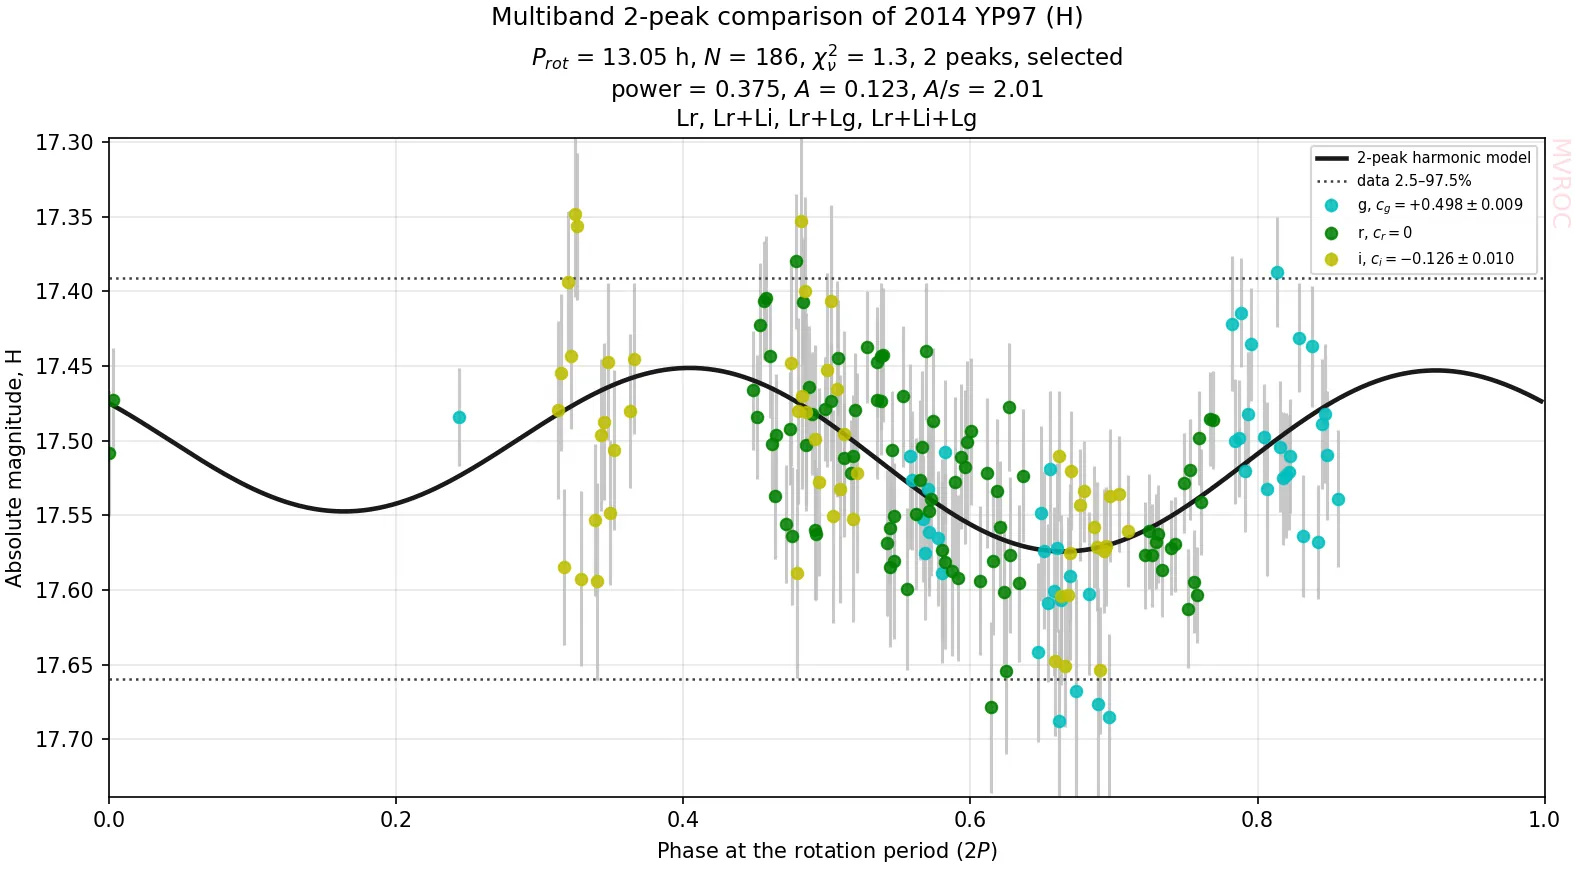 Multiband 2-peak comparison of 2014 YP97 (H)
P_rot = 13.05 h, N = 186, χ²_ν = 1.3, 2 peaks, selected
power = 0.375, A = 0.123, A/s = 2.01
Lr, Lr+Li, Lr+Lg, Lr+Li+Lg
MVROC
2-peak harmonic model
data 2.5–97.5%
g, c_g = +0.498 ± 0.009
r, c_r = 0
i, c_i = −0.126 ± 0.010
Absolute magnitude, H
17.30
17.35
17.40
17.45
17.50
17.55
17.60
17.65
17.70
0.0 0.2 0.4 0.6 0.8 1.0
Phase at the rotation period (2P)